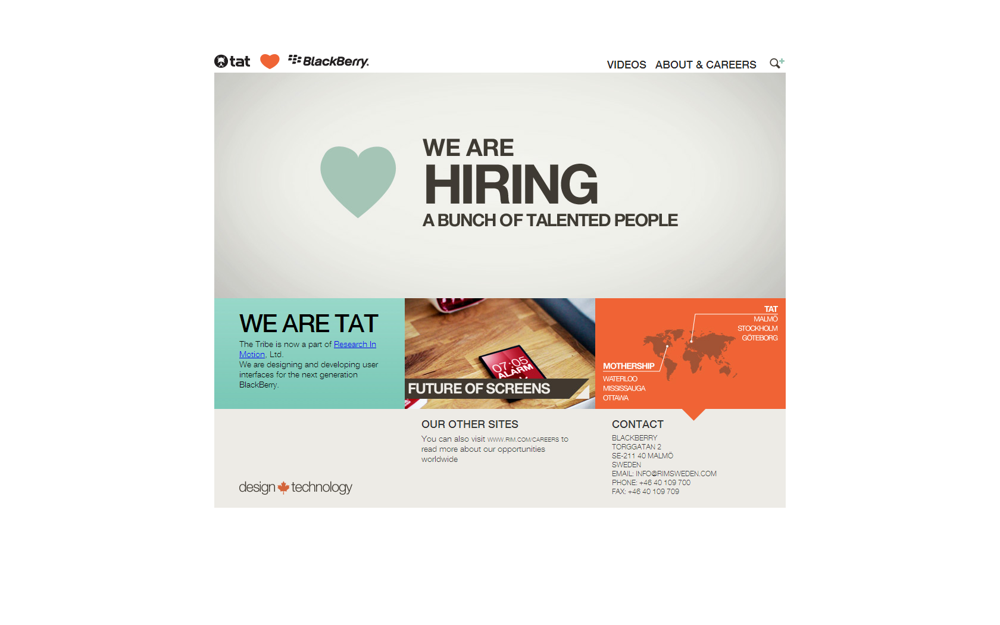 tat BlackBerry.
VIDEOS ABOUT & CAREERS
WE ARE
HIRING
A BUNCH OF TALENTED PEOPLE
WE ARE TAT
The Tribe is now a part of Research In
Motion, Ltd.
We are designing and developing user
interfaces for the next generation
BlackBerry.
07:05
ALARM
FUTURE OF SCREENS
TAT
MALMÖ
STOCKHOLM
GÖTEBORG
MOTHERSHIP
WATERLOO
MISSISSAUGA
OTTAWA
OUR OTHER SITES
You can also visit WWW.RIM.COM/CAREERS to
read more about our opportunities
worldwide
CONTACT
BLACKBERRY
TORGGATAN 2
SE-211 40 MALMÖ
SWEDEN
EMAIL: INFO@RIMSWEDEN.COM
PHONE: +46 40 109 700
FAX: +46 40 109 709
design technology